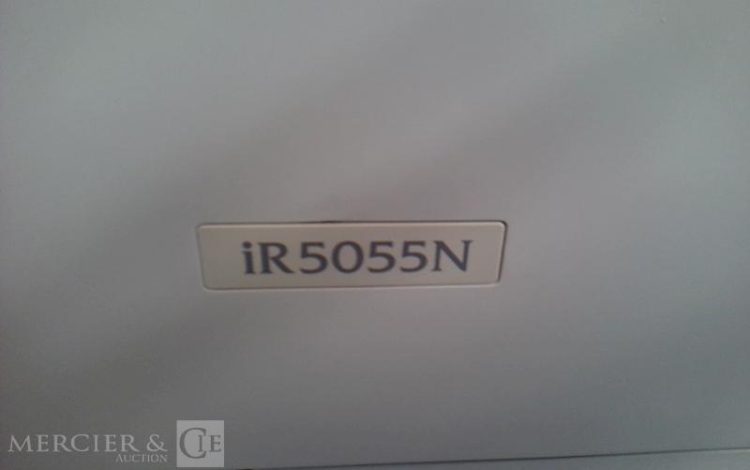 iR5055N
MERCIER & CIE
AUCTION